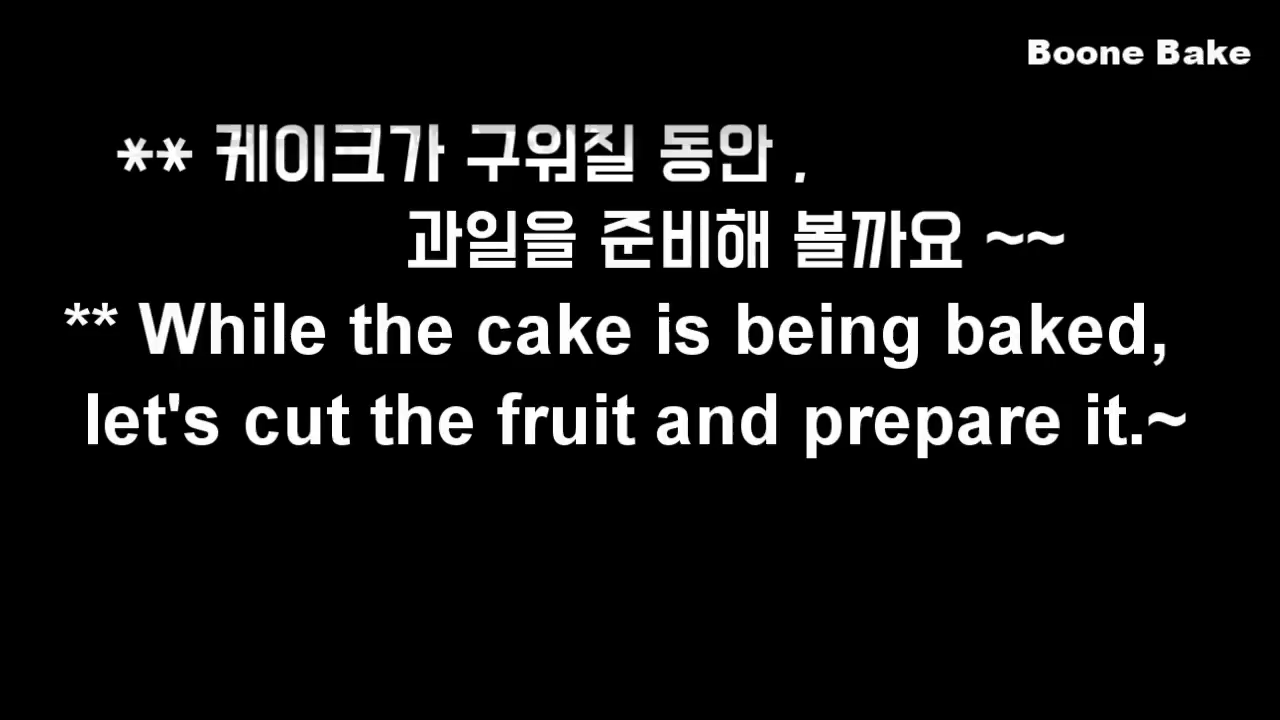 Boone Bake
** 케이크가 구워질 동안 .
과일을 준비해 볼까요 ~~
** While the cake is being baked,
let's cut the fruit and prepare it.~